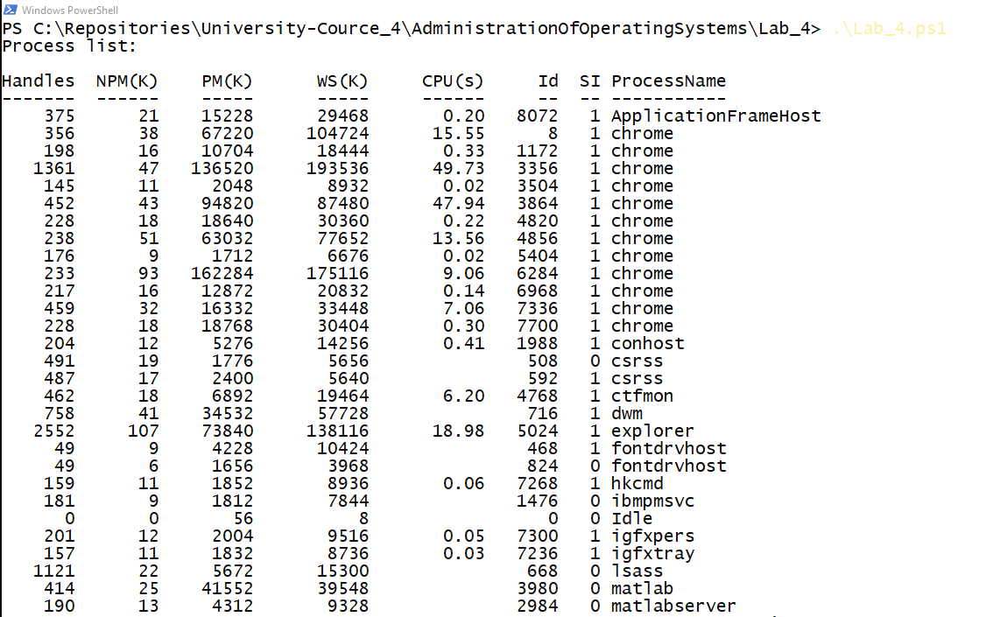 Windows PowerShell
PS C:\Repositories\University-Cource_4\AdministrationOfOperatingSystems\Lab_4> .\Lab_4.ps1
Process list:
Handles NPM(K) PM(K) WS(K) CPU(s) Id SI ProcessName
------- ------ ----- ----- ------ -- -- -----------
375 21 15228 29468 0.20 8072 1 ApplicationFrameHost
356 38 67220 104724 15.55 8 1 chrome
198 16 10704 18444 0.33 1172 1 chrome
1361 47 136520 193536 49.73 3356 1 chrome
145 11 2048 8932 0.02 3504 1 chrome
452 43 94820 87480 47.94 3864 1 chrome
228 18 18640 30360 0.22 4820 1 chrome
238 51 63032 77652 13.56 4856 1 chrome
176 9 1712 6676 0.02 5404 1 chrome
233 93 162284 175116 9.06 6284 1 chrome
217 16 12872 20832 0.14 6968 1 chrome
459 32 16332 33448 7.06 7336 1 chrome
228 18 18768 30404 0.30 7700 1 chrome
204 12 5276 14256 0.41 1988 1 conhost
491 19 1776 5656 508 0 csrss
487 17 2400 5640 592 1 csrss
462 18 6892 19464 6.20 4768 1 ctfmon
758 41 34532 57728 716 1 dwm
2552 107 73840 138116 18.98 5024 1 explorer
49 9 4228 10424 468 1 fontdrvhost
49 6 1656 3968 824 0 fontdrvhost
159 11 1852 8936 0.06 7268 1 hkcmd
181 9 1812 7844 1476 0 ibmpmsvc
0 0 56 8 0 0 Idle
201 12 2004 9516 0.05 7300 1 igfxpers
157 11 1832 8736 0.03 7236 1 igfxtray
1121 22 5672 15300 668 0 lsass
414 25 41552 39548 3980 0 matlab
190 13 4312 9328 2984 0 matlabserver